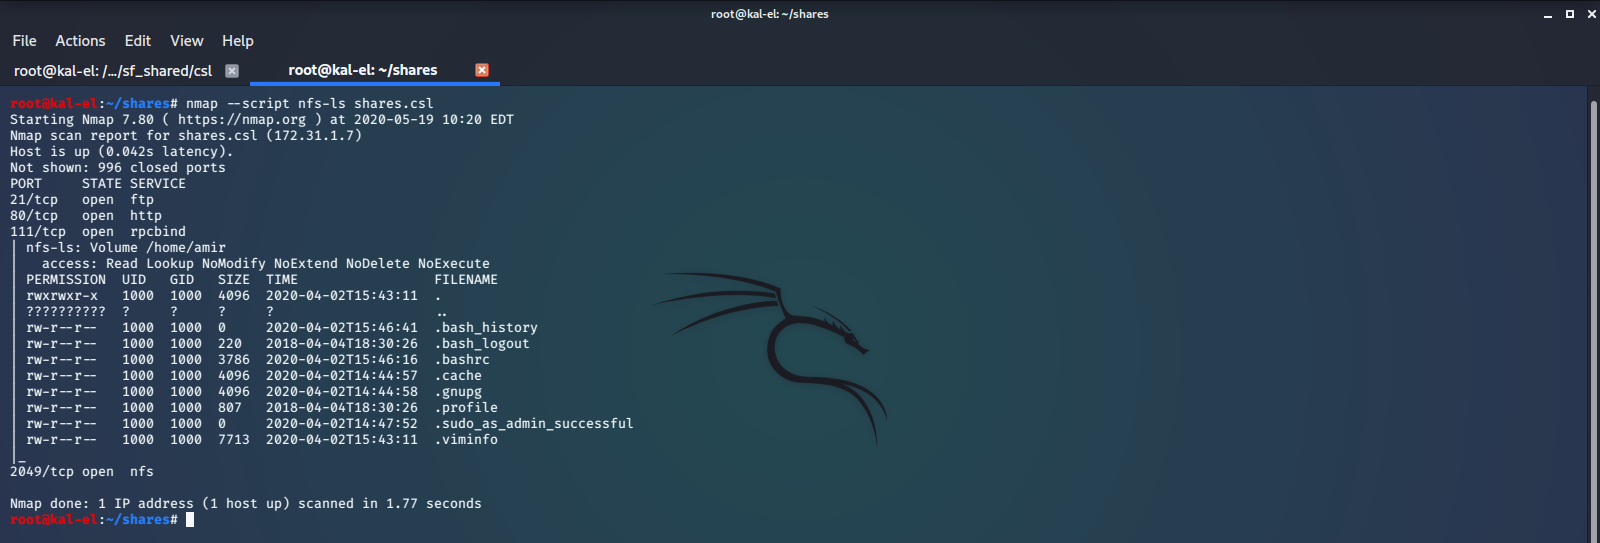 root@kal-el: ~/shares
File Actions Edit View Help
root@kal-el: /.../sf_shared/csl root@kal-el: ~/shares
root@kal-el:~/shares# nmap --script nfs-ls shares.csl
Starting Nmap 7.80 ( https://nmap.org ) at 2020-05-19 10:20 EDT
Nmap scan report for shares.csl (172.31.1.7)
Host is up (0.042s latency).
Not shown: 996 closed ports
PORT     STATE SERVICE
21/tcp   open  ftp
80/tcp   open  http
111/tcp  open  rpcbind
| nfs-ls: Volume /home/amir
|   access: Read Lookup NoModify NoExtend NoDelete NoExecute
| PERMISSION  UID   GID   SIZE  TIME                 FILENAME
| rwxrwxr-x   1000  1000  4096  2020-04-02T15:43:11  .
| ??????????  ?     ?     ?     ?                    ..
| rw-r--r--   1000  1000  0     2020-04-02T15:46:41  .bash_history
| rw-r--r--   1000  1000  220   2018-04-04T18:30:26  .bash_logout
| rw-r--r--   1000  1000  3786  2020-04-02T15:46:16  .bashrc
| rw-r--r--   1000  1000  4096  2020-04-02T14:44:57  .cache
| rw-r--r--   1000  1000  4096  2020-04-02T14:44:58  .gnupg
| rw-r--r--   1000  1000  807   2018-04-04T18:30:26  .profile
| rw-r--r--   1000  1000  0     2020-04-02T14:47:52  .sudo_as_admin_successful
| rw-r--r--   1000  1000  7713  2020-04-02T15:43:11  .viminfo
|_
2049/tcp open  nfs
Nmap done: 1 IP address (1 host up) scanned in 1.77 seconds
root@kal-el:~/shares#